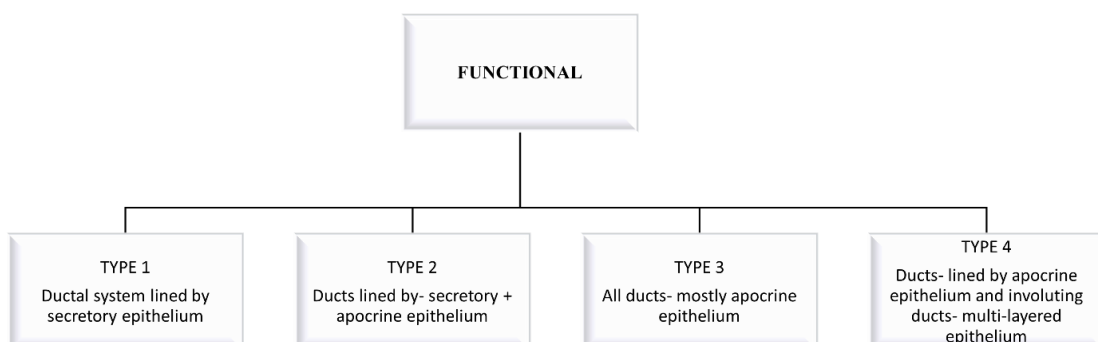 FUNCTIONAL
TYPE 1
Ductal system lined by
secretory epithelium
TYPE 2
Ducts lined by- secretory +
apocrine epithelium
TYPE 3
All ducts- mostly apocrine
epithelium
TYPE 4
Ducts- lined by apocrine
epithelium and involuting
ducts- multi-layered
epithelium